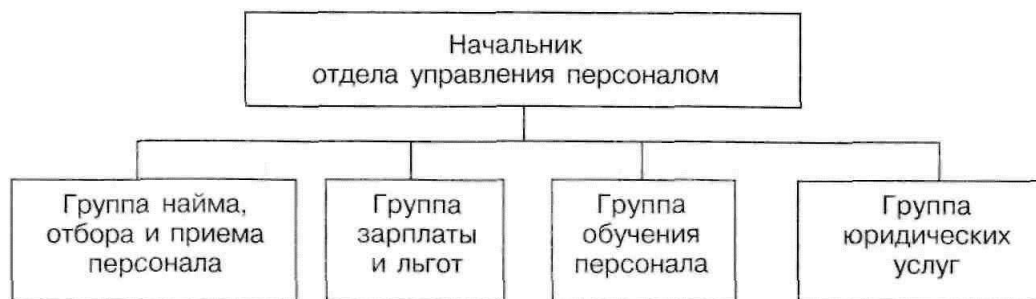 Начальник
отдела управления персоналом
Группа найма,
отбора и приема
персонала
Группа
зарплаты
и льгот
Группа
обучения
персонала
Группа
юридических
услуг